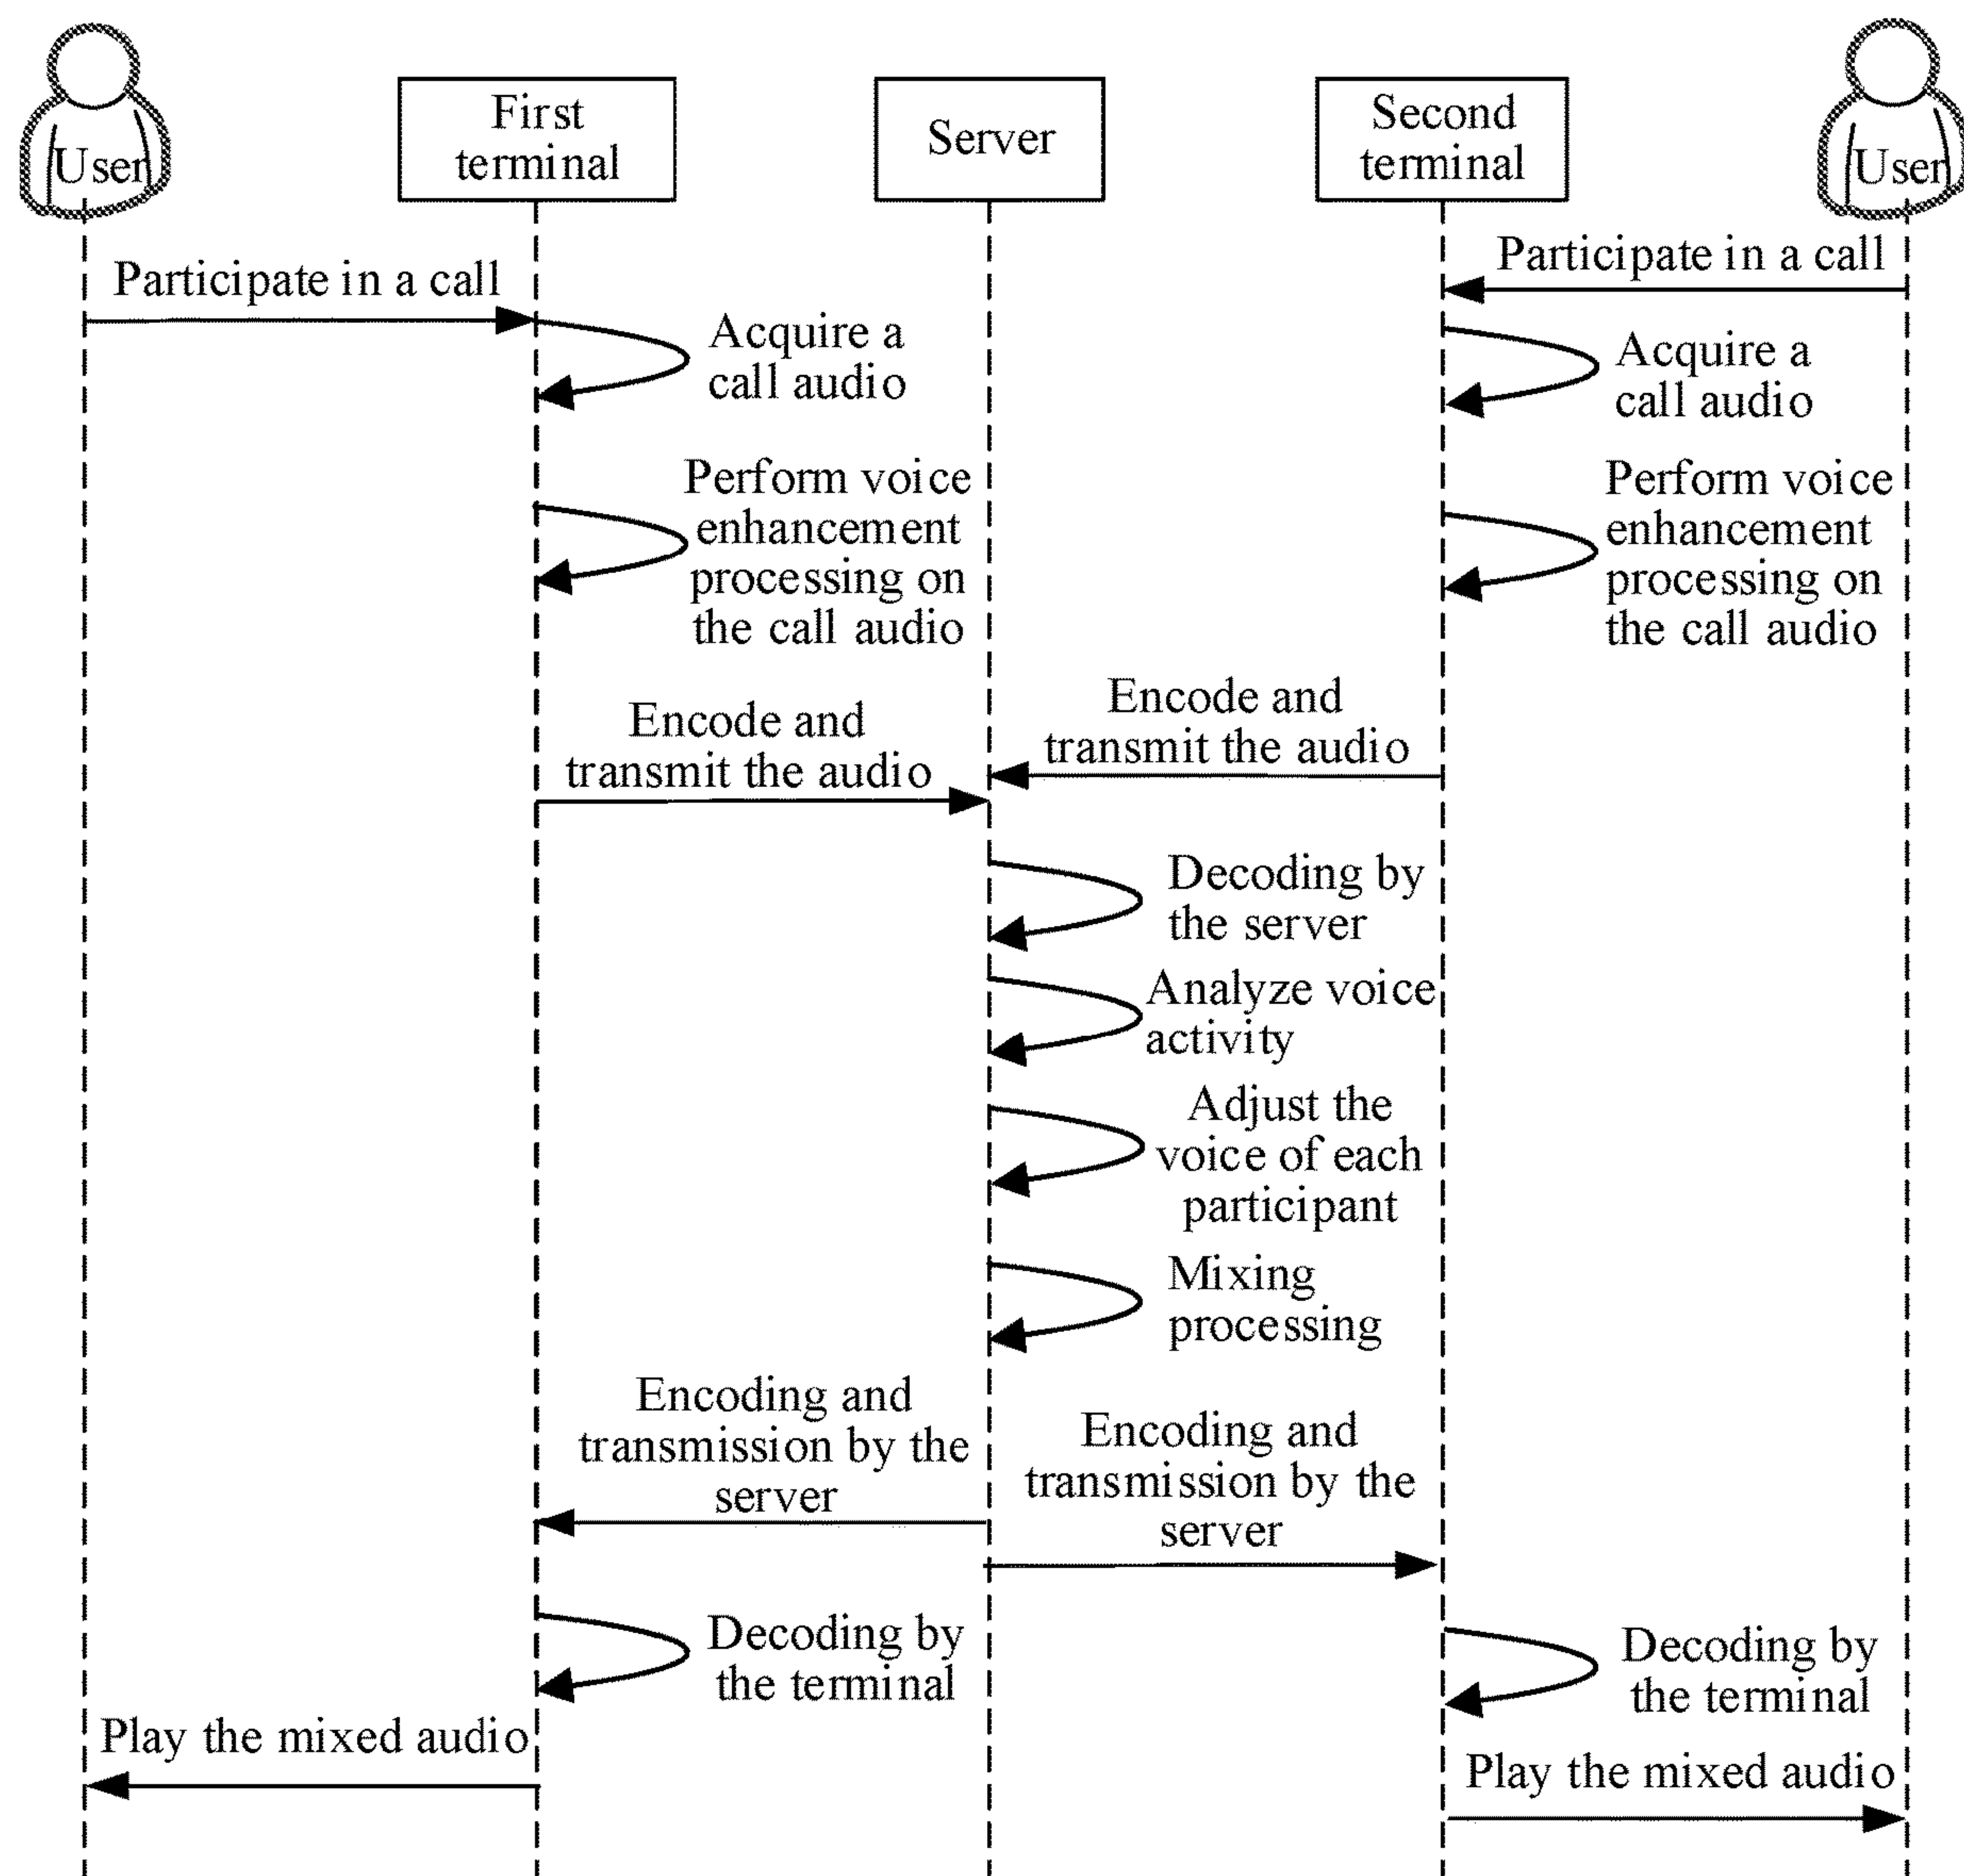 User
First
terminal
Server
Second
terminal
User
Participate in a call
Participate in a call
Acquire a
call audio
Acquire a
call audio
Perform voice
enhancement
processing on
the call audio
Perform voice
enhancement
processing on
the call audio
Encode and
transmit the audio
Encode and
transmit the audio
Decoding by
the server
Analyze voice
activity
Adjust the
voice of each
participant
Mixing
processing
Encoding and
transmission by the
server
Encoding and
transmission by the
server
Decoding by
the terminal
Decoding by
the terminal
Play the mixed audio
Play the mixed audio